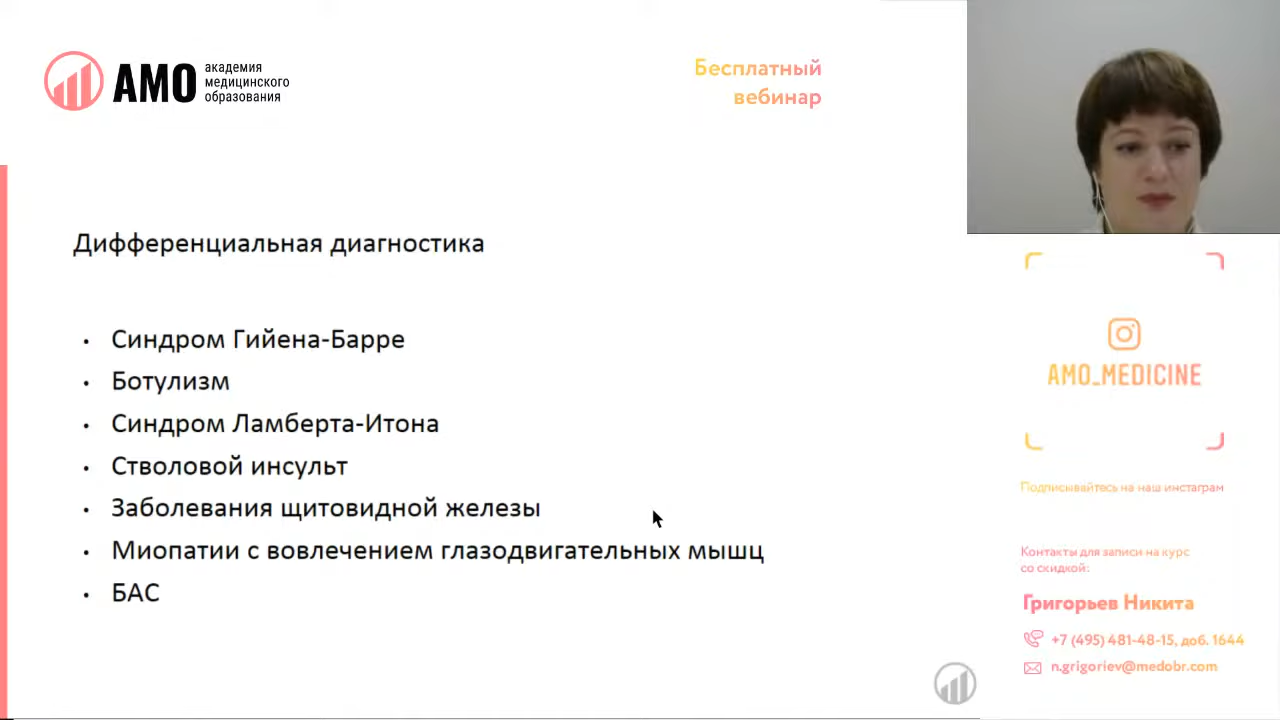 АМО
академия
медицинского
образования
Бесплатный
вебинар
Дифференциальная диагностика
• Синдром Гийена-Барре
• Ботулизм
• Синдром Ламберта-Итона
• Стволовой инсульт
• Заболевания щитовидной железы
• Миопатии с вовлечением глазодвигательных мышц
• БАС
AMO_MEDICINE
Подписывайтесь на наш инстаграм
Контакты для записи на курс
со скидкой:
Григорьев Никита
+7 (495) 481-48-15, доб. 1644
n.grigoriev@medobr.com